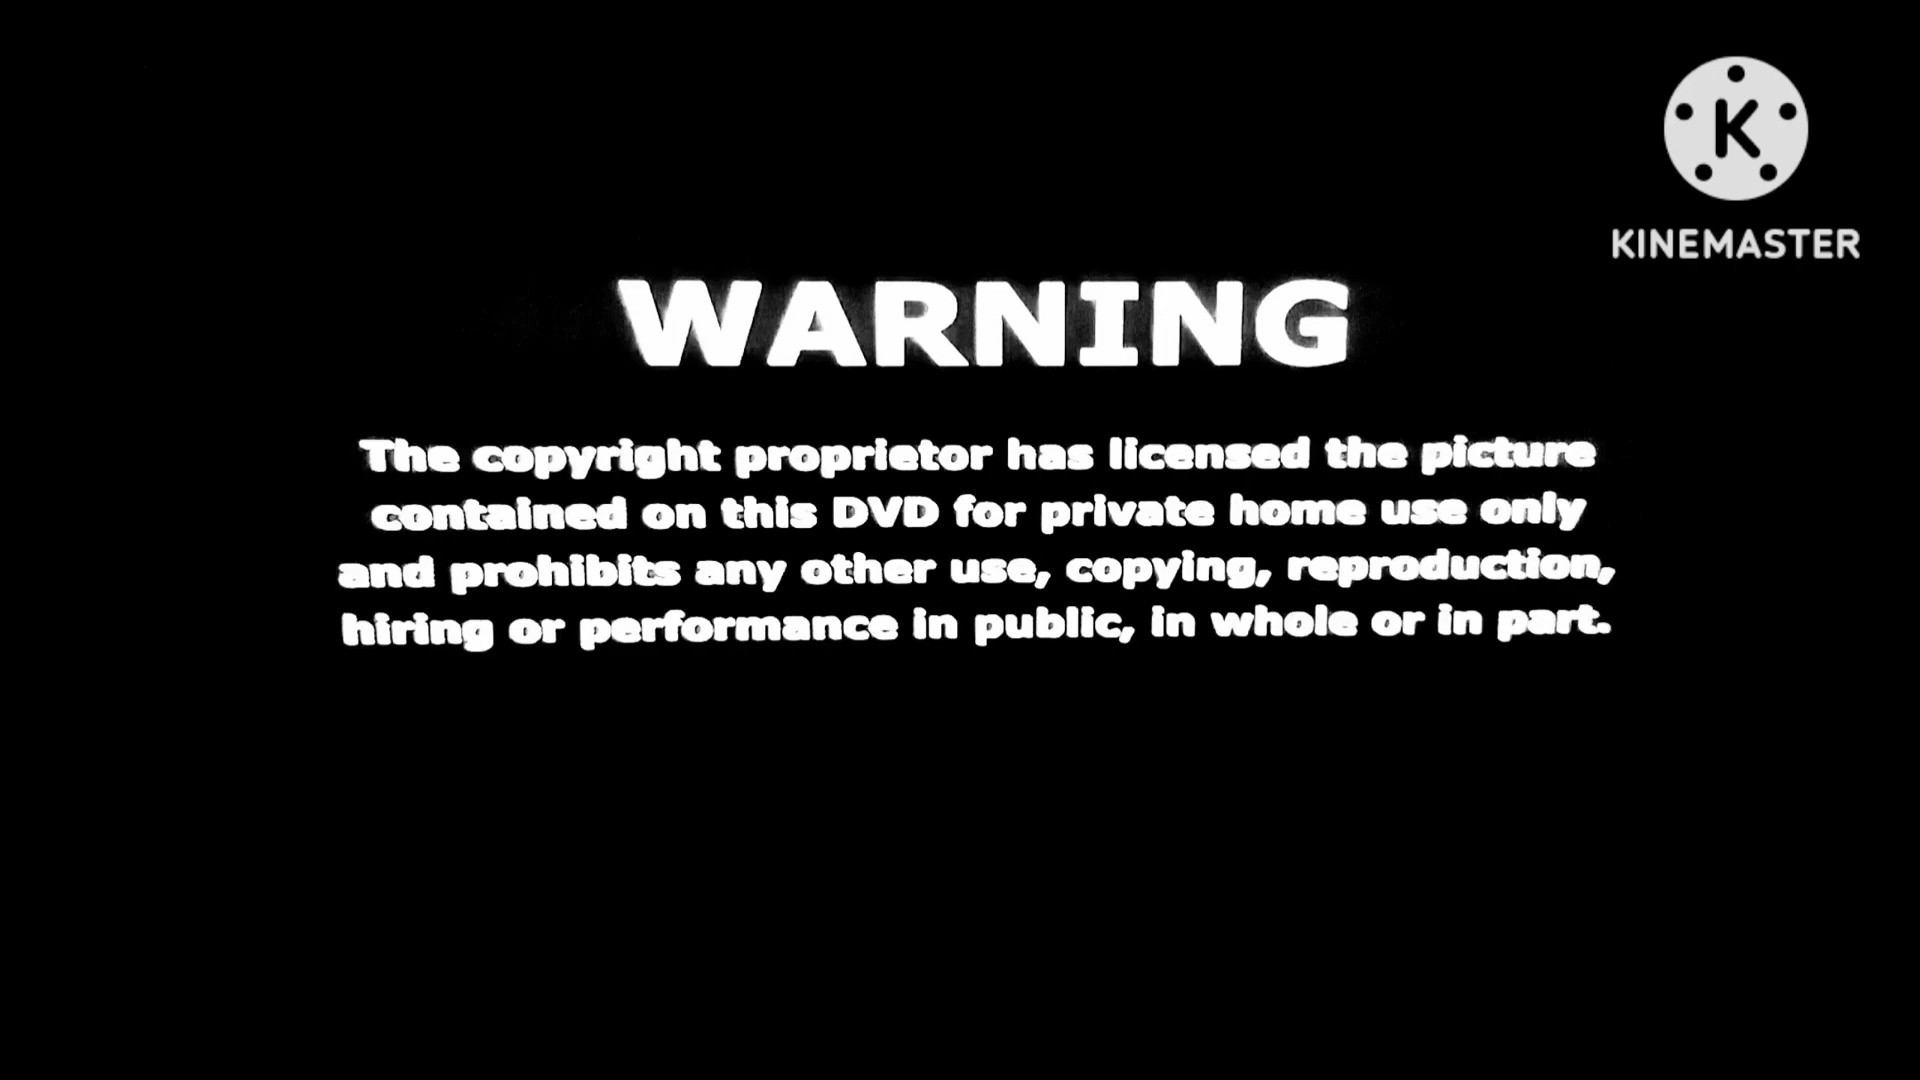 K
KINEMASTER
WARNING
The copyright proprietor has licensed the picture
contained on this DVD for private home use only
and prohibits any other use, copying, reproduction,
hiring or performance in public, in whole or in part.